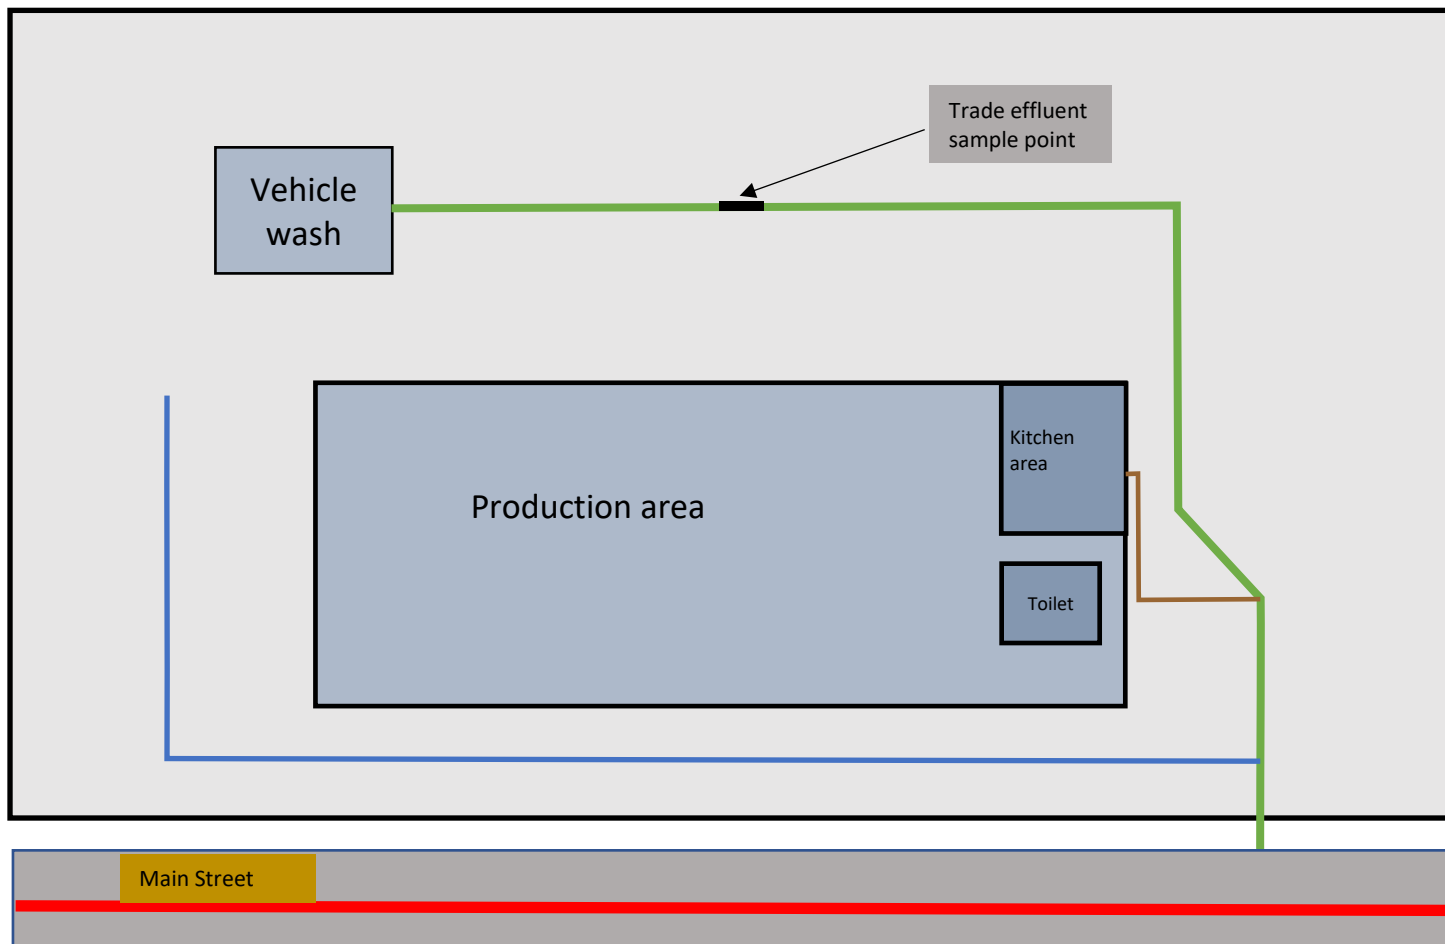 Trade effluent
sample point
Vehicle
wash
Kitchen
area
Production area
Toilet
Main Street